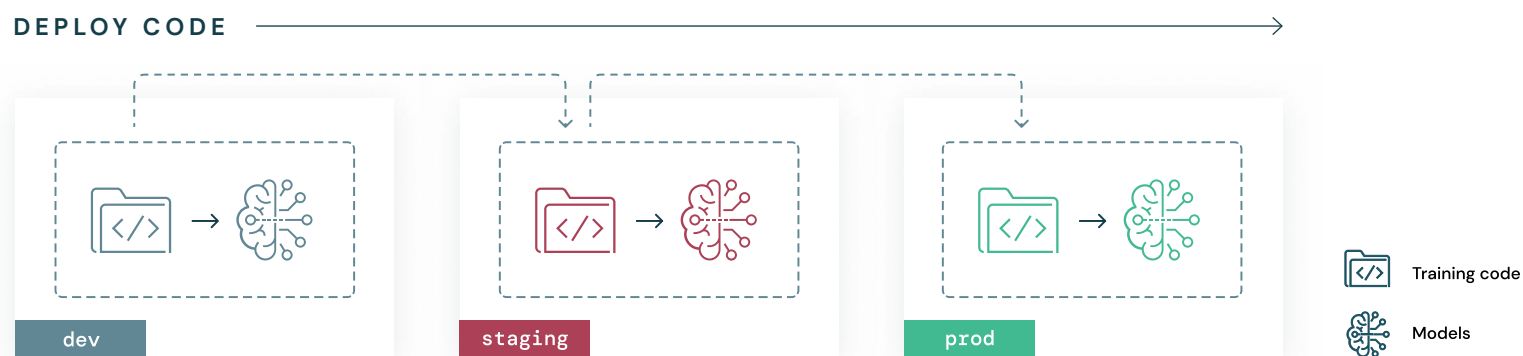 DEPLOY CODE
Training code
Models
dev
staging
prod